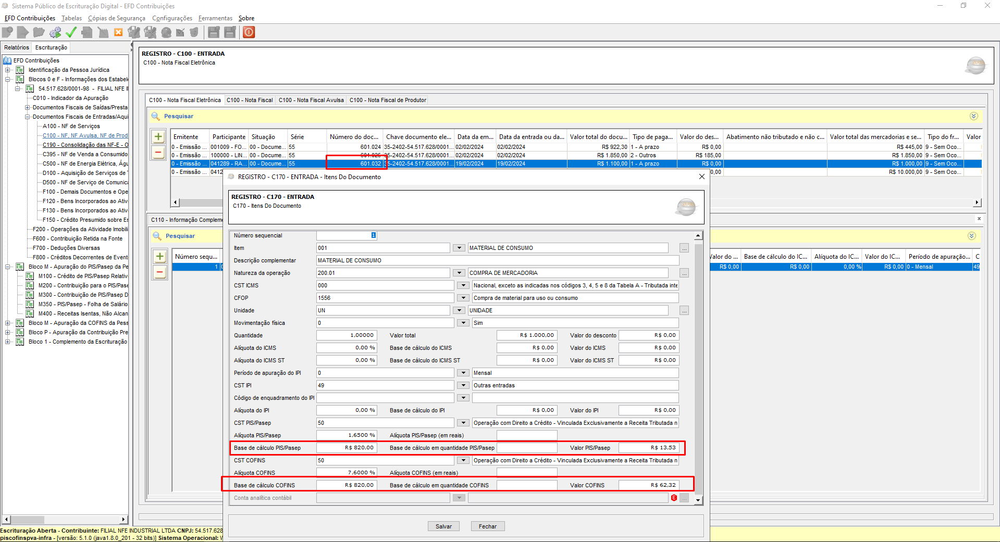 Sistema Público de Escrituração Digital - EFD Contribuições
EFD Contribuições Tabelas Cópias de Segurança Configurações Ferramentas Sobre
Relatórios Escrituração
EFD Contribuições
Identificação da Pessoa Jurídica
Blocos 0 e F - Informações dos Estabel
54.517.628/0001-98 - FILIAL NFE I
C010 - Indicador da Apuração
Documentos Fiscais de Saídas/Presta
Documentos Fiscais de Entradas/Aqui
A100 - NF de Serviços
C100 - NF, NF Avulsa, NF de Prod
C190 - Consolidação das NF-E - O
C395 - NF de Venda a Consumido
C500 - NF de Energia Elétrica, Águ
D100 - Aquisição de Serviços de T
D500 - NF de Serviço de Comunic
F100 - Demais Documentos e Ope
F120 - Bens Incorporados ao Ativ
F130 - Bens Incorporados ao Ativ
F150 - Crédito Presumido sobre Es
F200 - Operações da Atividade Imobili
F600 - Contribuição Retida na Fonte
F700 - Deduções Diversas
F800 - Créditos Decorrentes de Event
Bloco M - Apuração do PIS/Pasep da Pe
M100 - Crédito de PIS/Pasep Relativ
M200 - Contribuição para o PIS/Pase
M300 - Contribuição de PIS/Pasep D
M350 - PIS/Pasep - Folha de Salário
M400 - Receitas Isentas, Não Alcan
Bloco M - Apuração da COFINS da Pess
Bloco P - Apuração da Contribuição Pre
Bloco 1 - Complemento da Escrituração
REGISTRO - C100 - ENTRADA
C100 - Nota Fiscal Eletrônica
C100 - Nota Fiscal Eletrônica C100 - Nota Fiscal C100 - Nota Fiscal Avulsa C100 - Nota Fiscal de Produtor
Pesquisar
Emitente Participante Situação Série Número do doc... Chave documento ele... Data da em... Data da entrada ou da... Valor total do docu... Tipo de paga... Valor do des... Abatimento não tributado e não c... Valor total das mercadorias e se... Tipo do fr... Valor
0 - Emissão ... 001009 - FO... 00 - Docume... 55 601.024 35-2402-54.517.628/0001... 02/02/2024 02/02/2024 R$ 922,30 1 - A prazo R$ 0,00 R$ 445,00 9 - Sem Oco...
0 - Emissão ... 100000 - LIN... 00 - Docume... 55 601.025 35-2402-54.517.628/0001... 02/02/2024 02/02/2024 R$ 1.850,00 2 - Outros R$ 185,00 R$ 1.850,00 9 - Sem Oco...
0 - Emissão ... 041289 - RA... 00 - Docume... 55 601.032 35-2402-54.517.628/0001... 19/02/2024 19/02/2024 R$ 1.100,00 1 - A prazo R$ 0,00 R$ 1.000,00 9 - Sem Oco...
0 - Emissão ... 0412 0,00 R$ 10.000,00 9 - Sem Oco...
C110 - Informação Compleme
Pesquisar
Número sequ... Valor do ... Base de cálculo do IC... Alíquota do IC... Valor do IC... Período de apuração... C
1 R$ 0,00 R$ 0,00 0,00 % R$ 0,00 0 - Mensal 49
REGISTRO - C170 - ENTRADA - Itens Do Documento
REGISTRO - C170 - ENTRADA
C170 - Itens Do Documento
Número sequencial 1
Item 001 MATERIAL DE CONSUMO ...
Descrição complementar MATERIAL DE CONSUMO
Natureza da operação 200.01 COMPRA DE MERCADORIA ...
CST ICMS 000 Nacional, exceto as indicadas nos códigos 3, 4, 5 e 8 da Tabela A - Tributada inte
CFOP 1556 Compra de material para uso ou consumo
Unidade UN UNIDADE ...
Movimentação física 0 Sim
Quantidade 1,00000 Valor total R$ 1.000,00 Valor do desconto R$ 0,00
Alíquota do ICMS 0,00 % Base de cálculo do ICMS R$ 0,00 Valor do ICMS R$ 0,00
Alíquota do ICMS ST 0,00 % Base de cálculo do ICMS ST R$ 0,00 Valor do ICMS ST R$ 0,00
Período de apuração do IPI 0 Mensal
CST IPI 49 Outras entradas
Código de enquadramento do IPI
Alíquota do IPI 0,00 % Base de cálculo do IPI R$ 0,00 Valor do IPI R$ 0,00
CST PIS/Pasep 50 Operação com Direito a Crédito - Vinculada Exclusivamente a Receita Tributada n
Alíquota PIS/Pasep 1,6500 % Alíquota PIS/Pasep (em reais)
Base de cálculo PIS/Pasep R$ 820,00 Base de cálculo em quantidade PIS/Pasep Valor PIS/Pasep R$ 13,53
CST COFINS 50 Operação com Direito a Crédito - Vinculada Exclusivamente a Receita Tributada n
Alíquota COFINS 7,6000 % Alíquota COFINS (em reais)
Base de cálculo COFINS R$ 820,00 Base de cálculo em quantidade COFINS Valor COFINS R$ 62,32
Conta analítica contábil E ...
Salvar Fechar
Escrituração Aberta - Contribuinte: FILIAL NFE INDUSTRIAL LTDA CNPJ: 54.517.628
piscofinspva-infra - [versão: 5.1.0 (java1.8.0_201 - 32 bits)] Sistema Operacional: